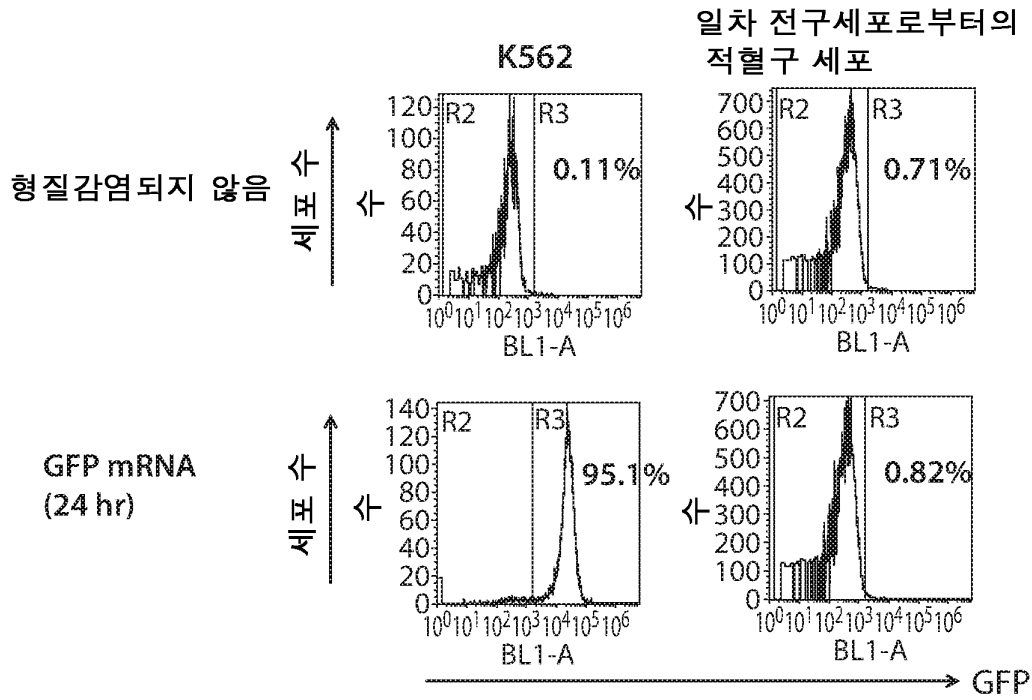 일차 전구세포로부터의
적혈구 세포
K562
형질감염되지 않음
세포 수
수
120
100
80
60
40
20
0
R2
R3
0.11%
10⁰10¹10²10³10⁴10⁵10⁶
BL1-A
수
700
600
500
400
300
200
100
0
R2
R3
0.71%
10⁰10¹10²10³10⁴10⁵10⁶
BL1-A
GFP mRNA
(24 hr)
세포 수
수
140
120
100
80
60
40
20
0
R2
R3
95.1%
10⁰10¹10²10³10⁴10⁵10⁶
BL1-A
수
700
600
500
400
300
200
100
0
R2
R3
0.82%
10⁰10¹10²10³10⁴10⁵10⁶
BL1-A
GFP